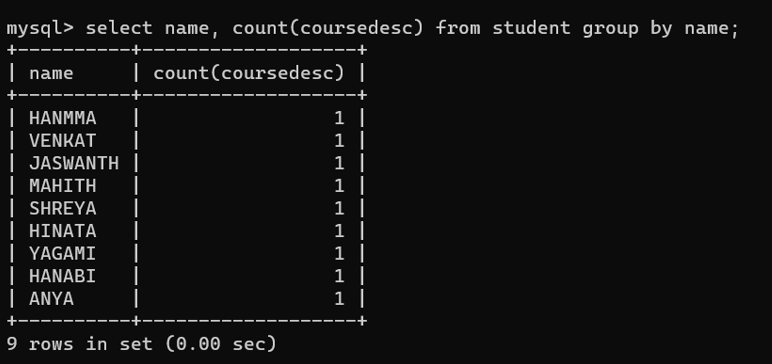 mysql> select name, count(coursedesc) from student group by name;
+----------+-------------------+
| name     | count(coursedesc) |
+----------+-------------------+
| HANMMA   |                 1 |
| VENKAT   |                 1 |
| JASWANTH |                 1 |
| MAHITH   |                 1 |
| SHREYA   |                 1 |
| HINATA   |                 1 |
| YAGAMI   |                 1 |
| HANABI   |                 1 |
| ANYA     |                 1 |
+----------+-------------------+
9 rows in set (0.00 sec)